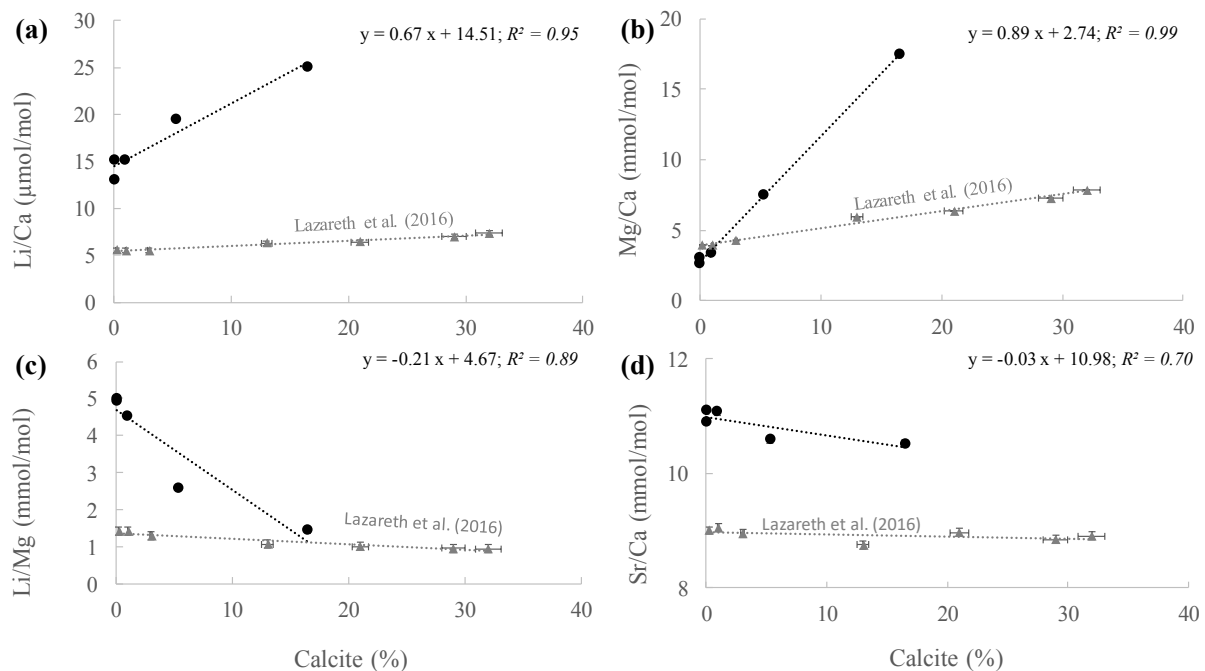 (a)
y = 0.67 x + 14.51; R² = 0.95
Li/Ca (µmol/mol)
30
25
20
15
10
5
0
Lazareth et al. (2016)
0 10 20 30 40
(b)
y = 0.89 x + 2.74; R² = 0.99
Mg/Ca (mmol/mol)
20
15
10
5
0
Lazareth et al. (2016)
0 10 20 30 40
(c)
y = -0.21 x + 4.67; R² = 0.89
Li/Mg (mmol/mol)
6
5
4
3
2
1
0
Lazareth et al. (2016)
0 10 20 30 40
Calcite (%)
(d)
y = -0.03 x + 10.98; R² = 0.70
Sr/Ca (mmol/mol)
12
10
8
Lazareth et al. (2016)
0 10 20 30 40
Calcite (%)